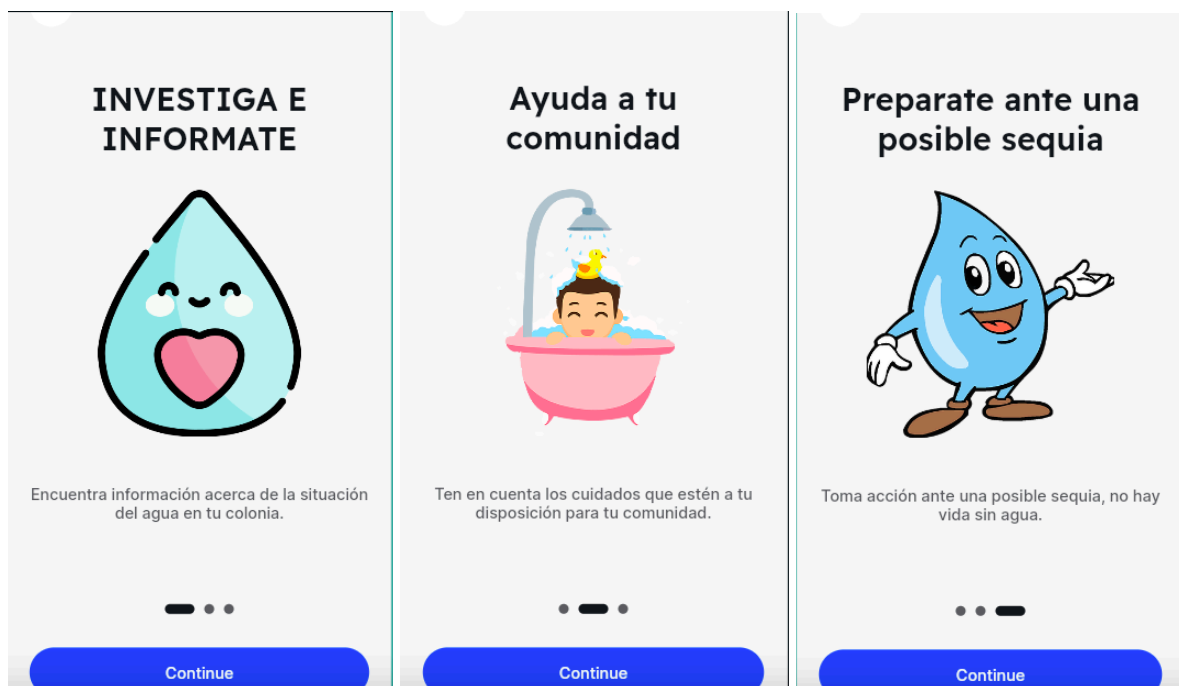 INVESTIGA E
INFORMATE
Encuentra información acerca de la situación
del agua en tu colonia.
Continue
Ayuda a tu
comunidad
Ten en cuenta los cuidados que estén a tu
disposición para tu comunidad.
Continue
Preparate ante una
posible sequia
Toma acción ante una posible sequia, no hay
vida sin agua.
Continue